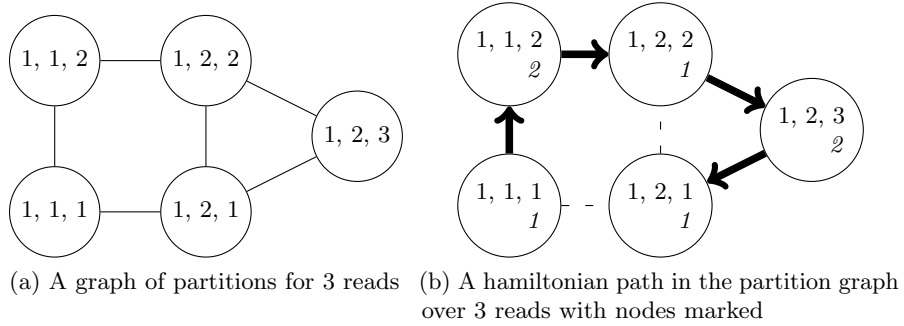 1, 1, 2
1, 2, 2
1, 2, 3
1, 1, 1
1, 2, 1
(a) A graph of partitions for 3 reads
1, 1, 2
2
1, 2, 2
1
1, 2, 3
2
1, 1, 1
1
1, 2, 1
1
(b) A hamiltonian path in the partition graph
over 3 reads with nodes marked